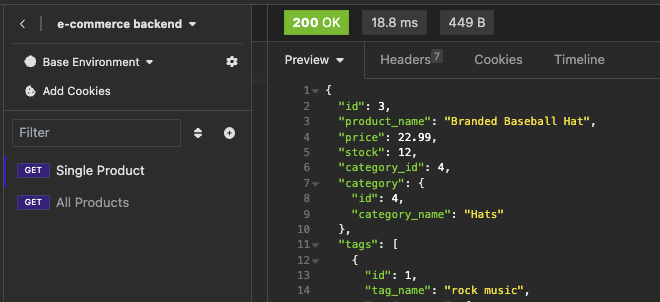 e-commerce backend
200 OK
18.8 ms
449 B
Base Environment
Preview
Headers 7
Cookies
Timeline
Add Cookies
Filter
GET Single Product
GET All Products
1 {
2 "id": 3,
3 "product_name": "Branded Baseball Hat",
4 "price": 22.99,
5 "stock": 12,
6 "category_id": 4,
7 "category": {
8 "id": 4,
9 "category_name": "Hats"
10 },
11 "tags": [
12 {
13 "id": 1,
14 "tag_name": "rock music",